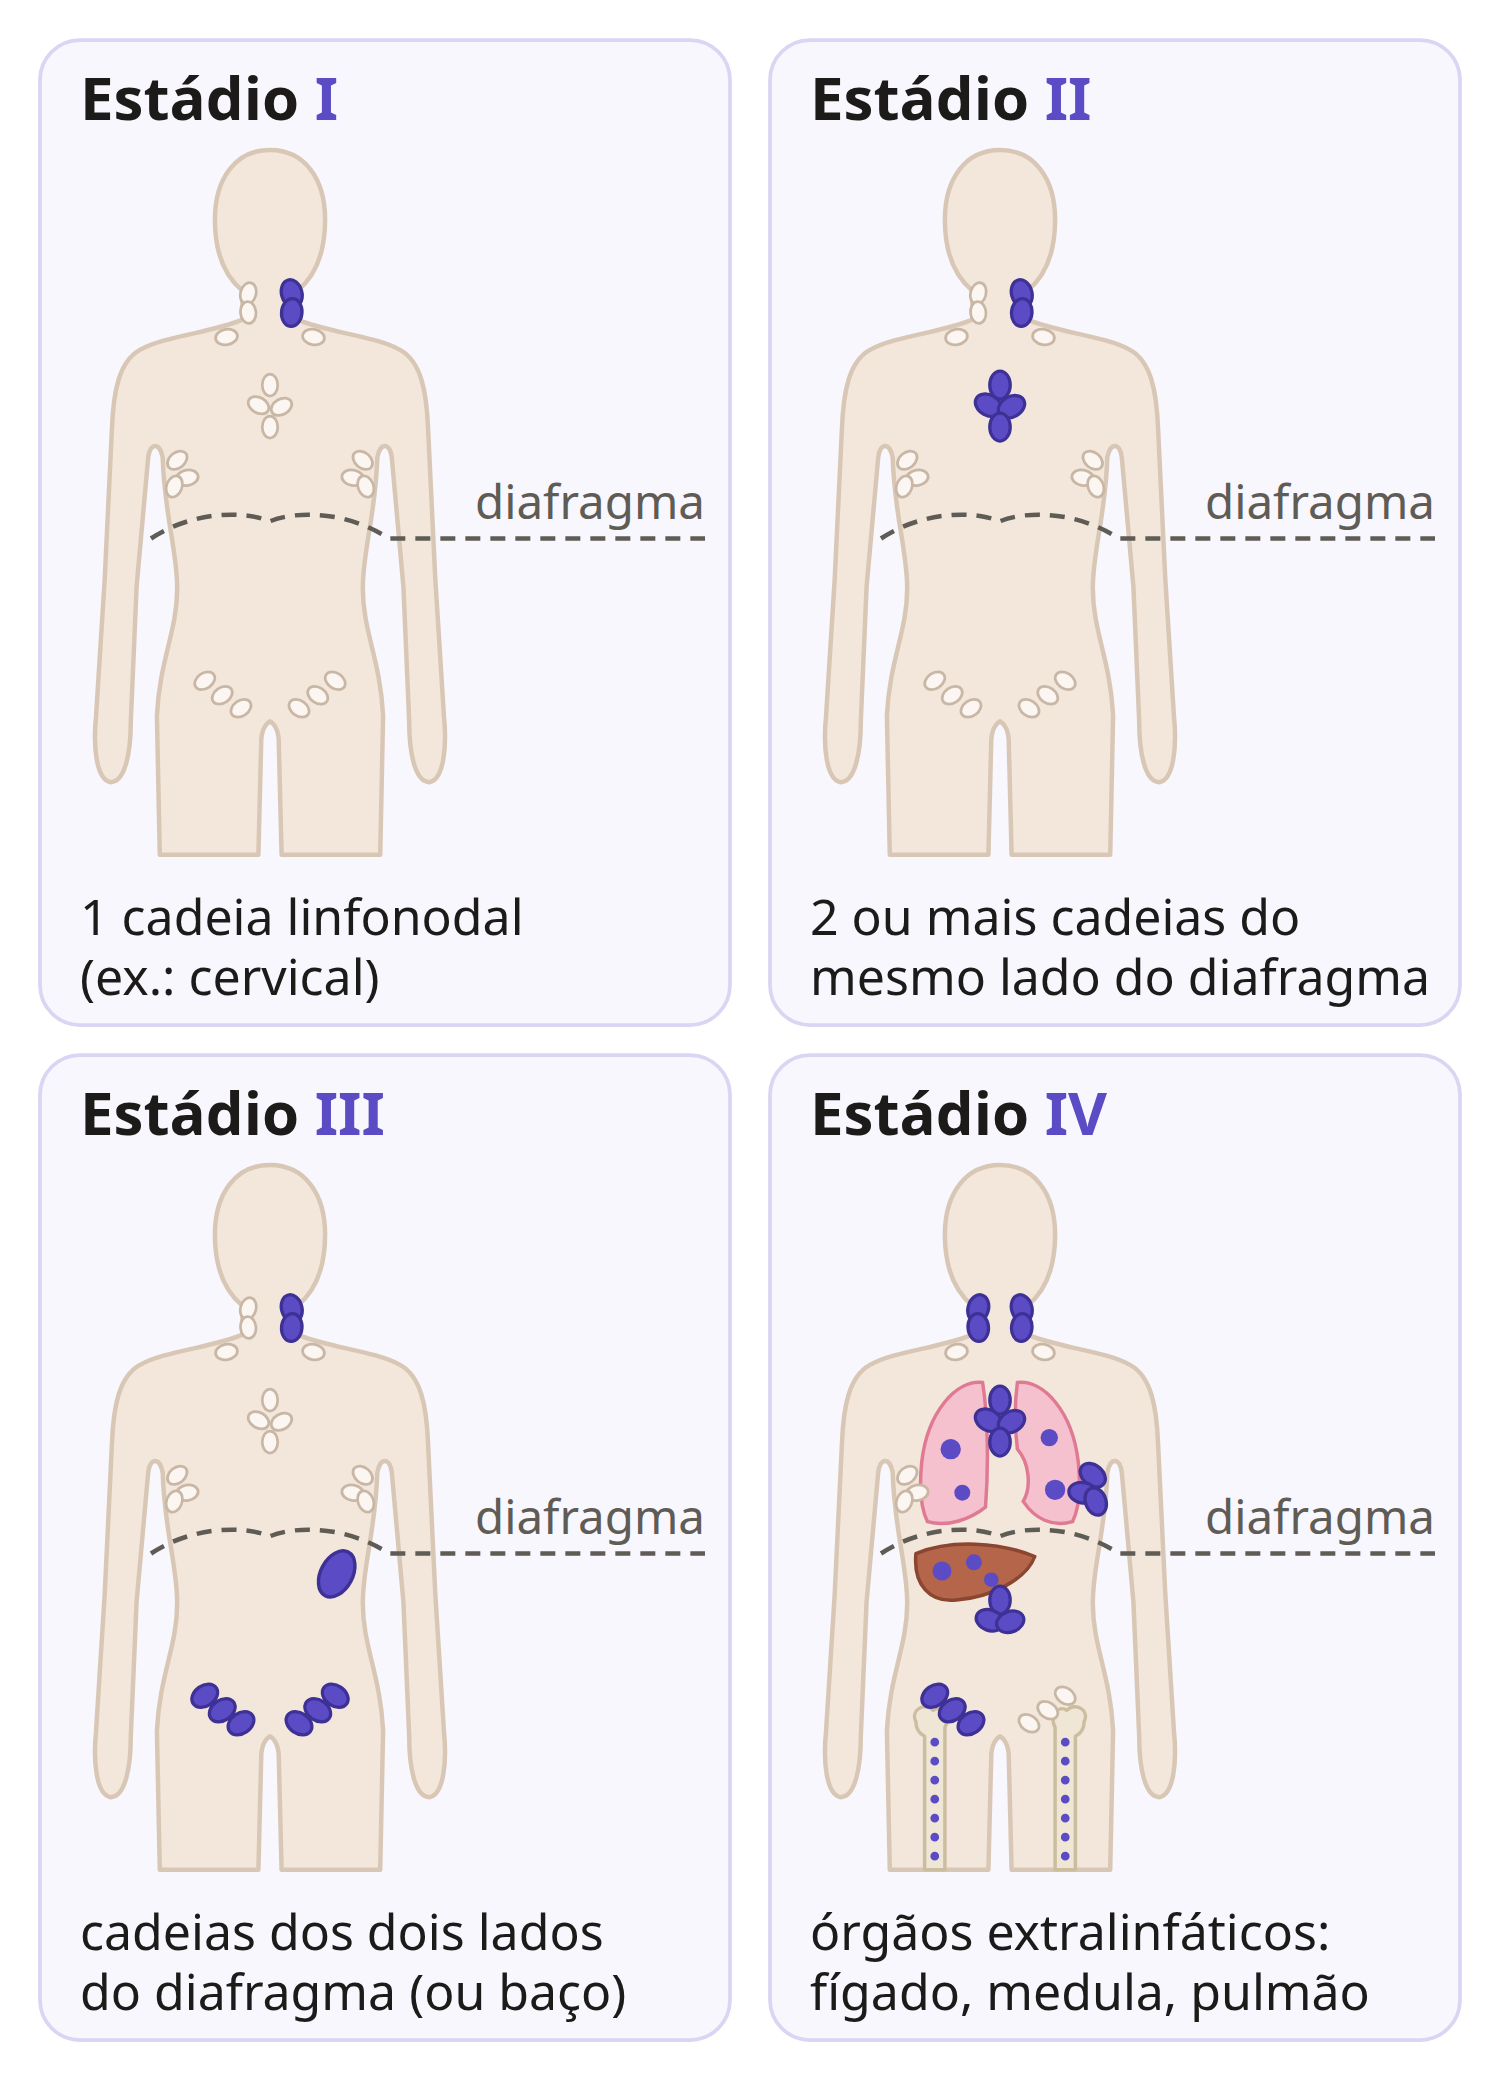 Estádio I
diafragma
1 cadeia linfonodal
(ex.: cervical)
Estádio II
diafragma
2 ou mais cadeias do
mesmo lado do diafragma
Estádio III
diafragma
cadeias dos dois lados
do diafragma (ou baço)
Estádio IV
diafragma
órgãos extralinfáticos:
fígado, medula, pulmão